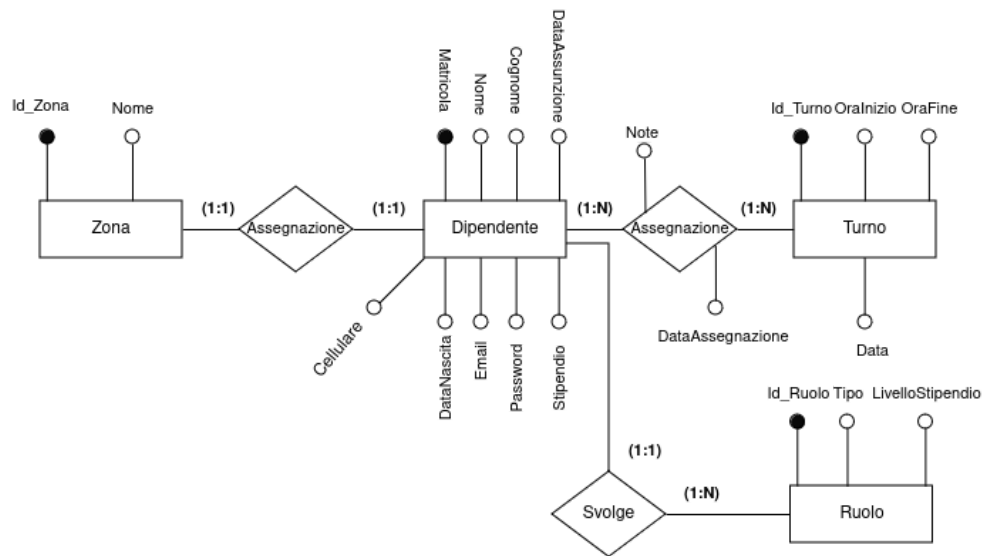 Id_Zona
Nome
Zona
(1:1)
Assegnazione
(1:1)
Matricola
Nome
Cognome
DataAssunzione
Dipendente
Cellulare
DataNascita
Email
Password
Stipendio
(1:N)
Note
Assegnazione
DataAssegnazione
(1:N)
Id_Turno
OraInizio
OraFine
Turno
Data
(1:1)
Svolge
(1:N)
Id_Ruolo
Tipo
LivelloStipendio
Ruolo